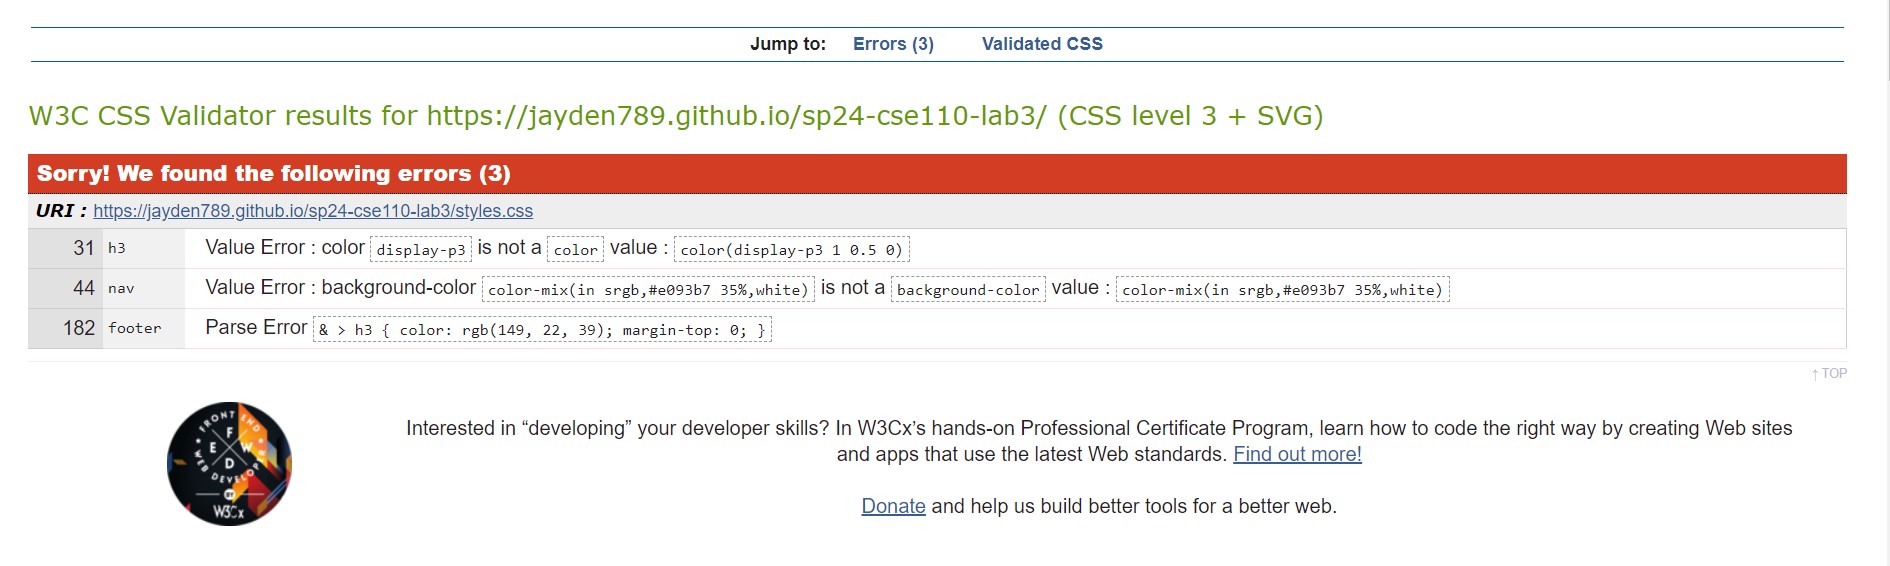 Jump to: Errors (3) Validated CSS
W3C CSS Validator results for https://jayden789.github.io/sp24-cse110-lab3/ (CSS level 3 + SVG)
Sorry! We found the following errors (3)
URI : https://jayden789.github.io/sp24-cse110-lab3/styles.css
31 h3 Value Error : color display-p3 is not a color value : color(display-p3 1 0.5 0)
44 nav Value Error : background-color color-mix(in srgb,#e093b7 35%,white) is not a background-color value : color-mix(in srgb,#e093b7 35%,white)
182 footer Parse Error & > h3 { color: rgb(149, 22, 39); margin-top: 0; }
↑ TOP
FRONT END
F
E W
D
WEB DEVELOPER
BY
W3Cx
Interested in “developing” your developer skills? In W3Cx’s hands-on Professional Certificate Program, learn how to code the right way by creating Web sites
and apps that use the latest Web standards. Find out more!
Donate and help us build better tools for a better web.